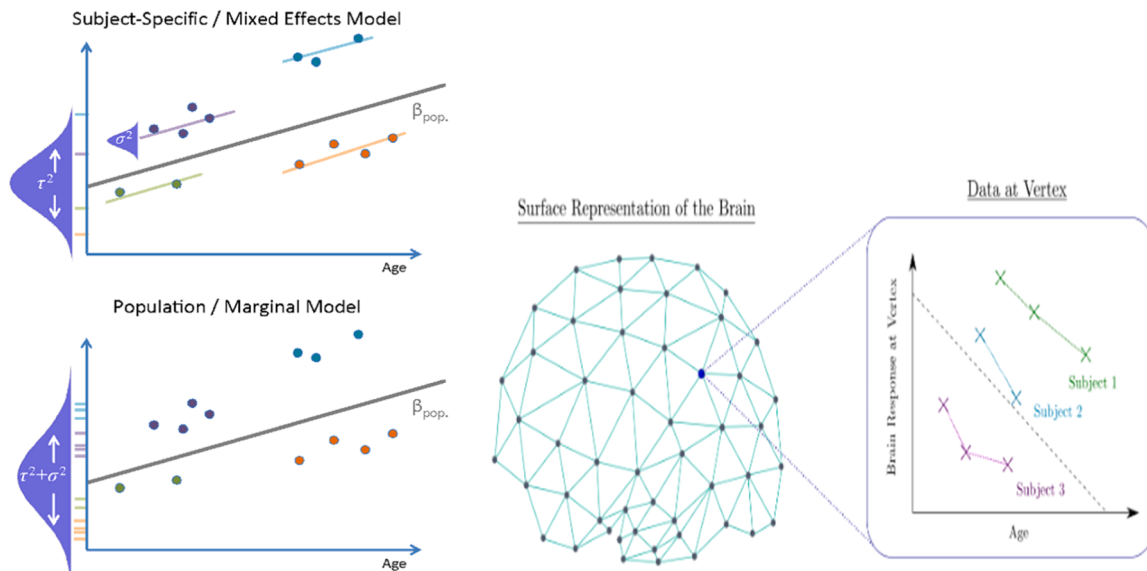 Subject-Specific / Mixed Effects Model
βpop.
σ²
τ²
Age
Population / Marginal Model
βpop.
τ²+σ²
Age
Surface Representation of the Brain
Data at Vertex
Brain Response at Vertex
Subject 1
Subject 2
Subject 3
Age